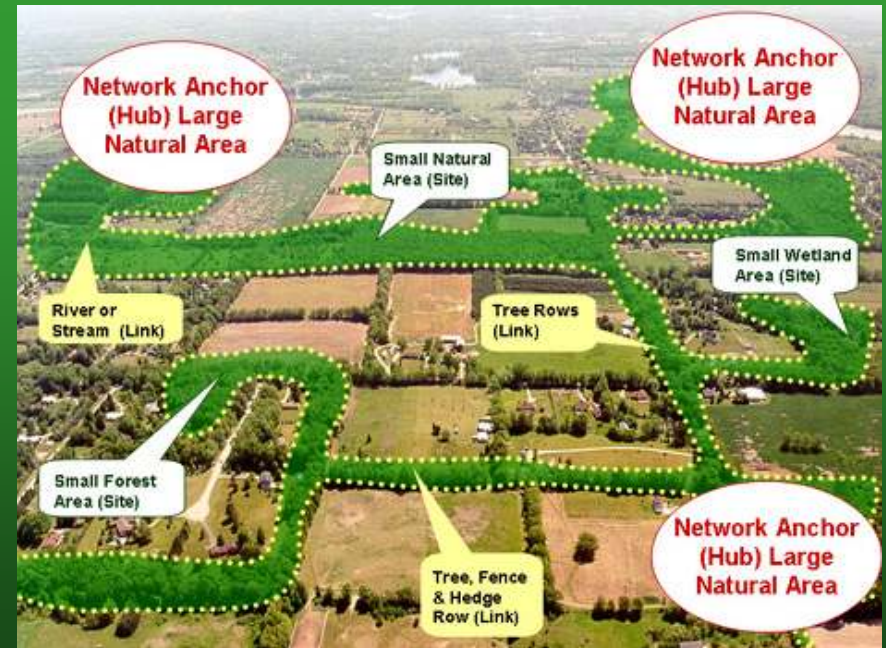 Network Anchor
(Hub) Large
Natural Area
Network Anchor
(Hub) Large
Natural Area
Small Natural
Area (Site)
Small Wetland
Area (Site)
River or
Stream (Link)
Tree Rows
(Link)
Small Forest
Area (Site)
Network Anchor
(Hub) Large
Natural Area
Tree, Fence
& Hedge
Row (Link)